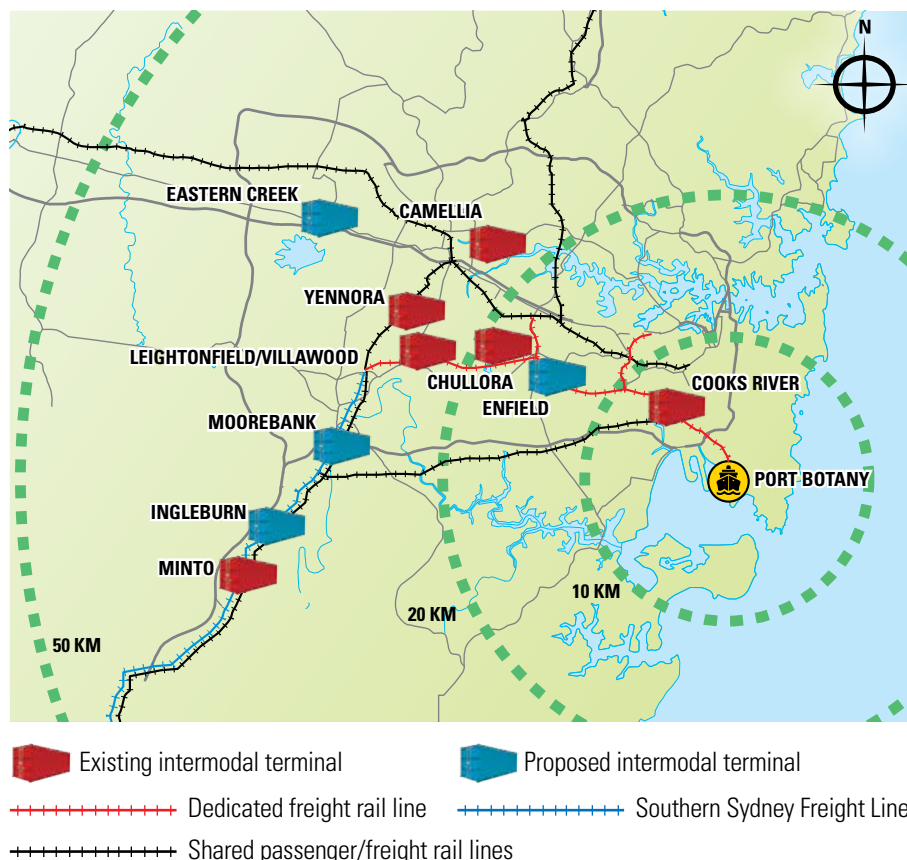 N
EASTERN CREEK
CAMELLIA
YENNORA
LEIGHTONFIELD/VILLAWOOD
CHULLORA
COOKS RIVER
ENFIELD
MOOREBANK
PORT BOTANY
INGLEBURN
MINTO
10 KM
20 KM
50 KM
Existing intermodal terminal
Proposed intermodal terminal
Dedicated freight rail line
Southern Sydney Freight Line
Shared passenger/freight rail lines